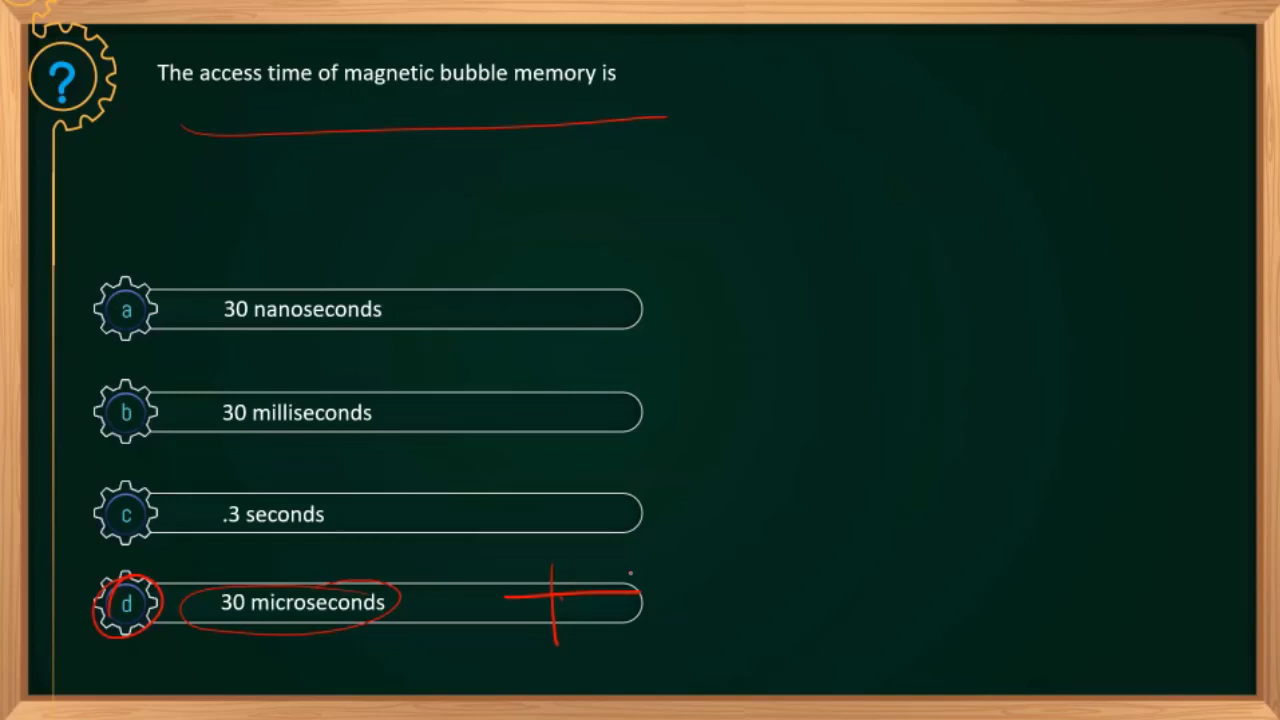 ?
The access time of magnetic bubble memory is
a 30 nanoseconds
b 30 milliseconds
c .3 seconds
d 30 microseconds